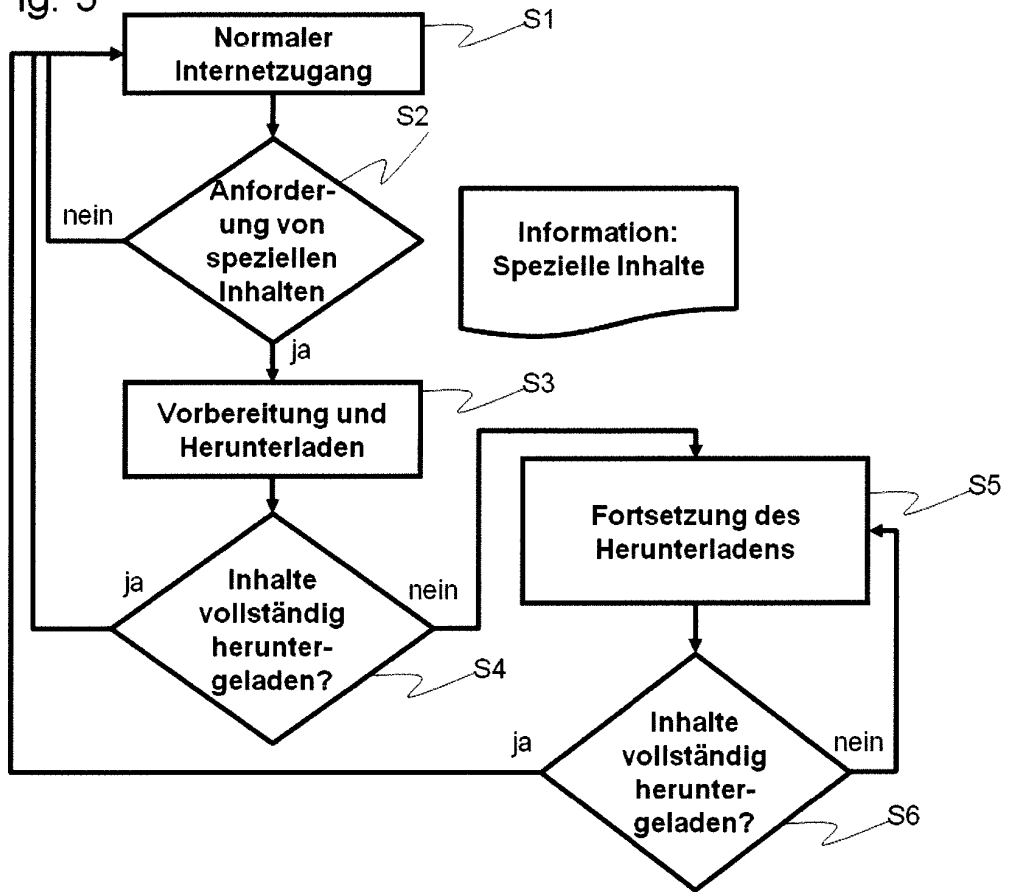 ig. 3
Normaler
Internetzugang
S1
S2
Anforder-
ung von
speziellen
Inhalten
nein
ja
Information:
Spezielle Inhalte
S3
Vorbereitung und
Herunterladen
Fortsetzung des
Herunterladens
S5
ja
Inhalte
vollständig
herunter-
geladen?
nein
S4
ja
Inhalte
vollständig
herunter-
geladen?
nein
S6